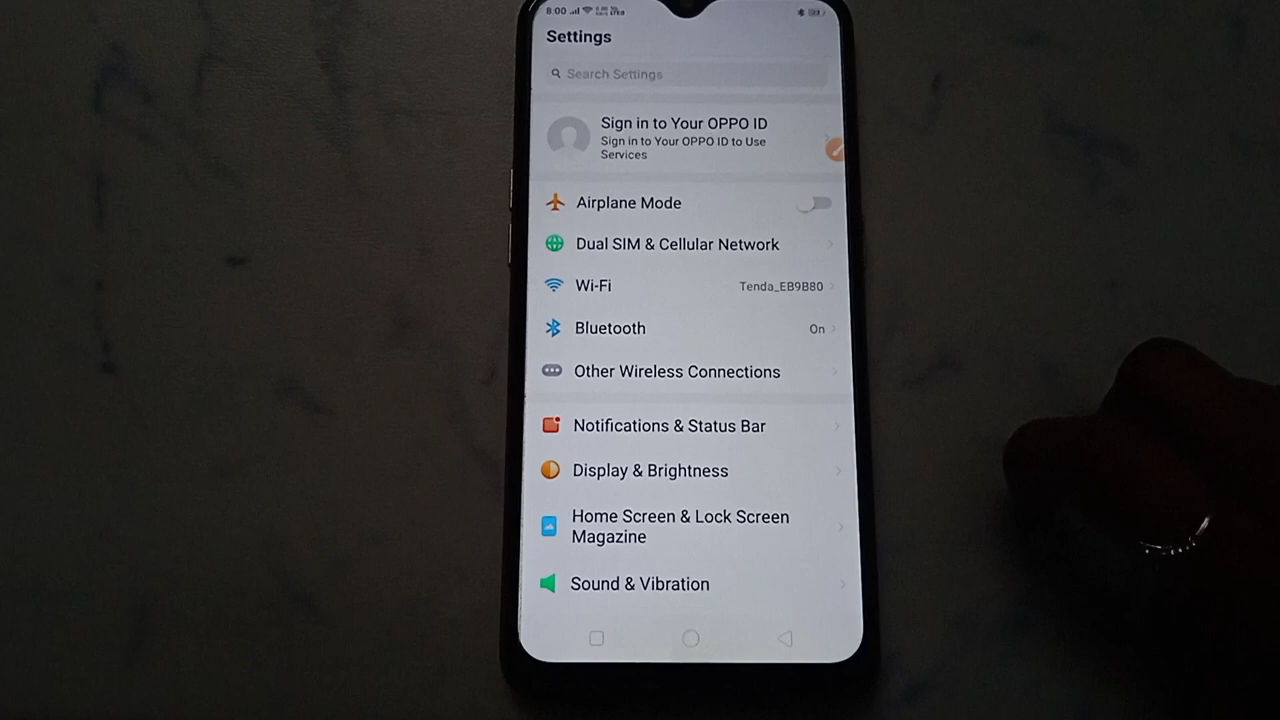 8:00
Settings
Search Settings
Sign in to Your OPPO ID
Sign in to Your OPPO ID to Use
Services
Airplane Mode
Dual SIM & Cellular Network
Wi-Fi Tenda_EB9B80
Bluetooth On
Other Wireless Connections
Notifications & Status Bar
Display & Brightness
Home Screen & Lock Screen
Magazine
Sound & Vibration